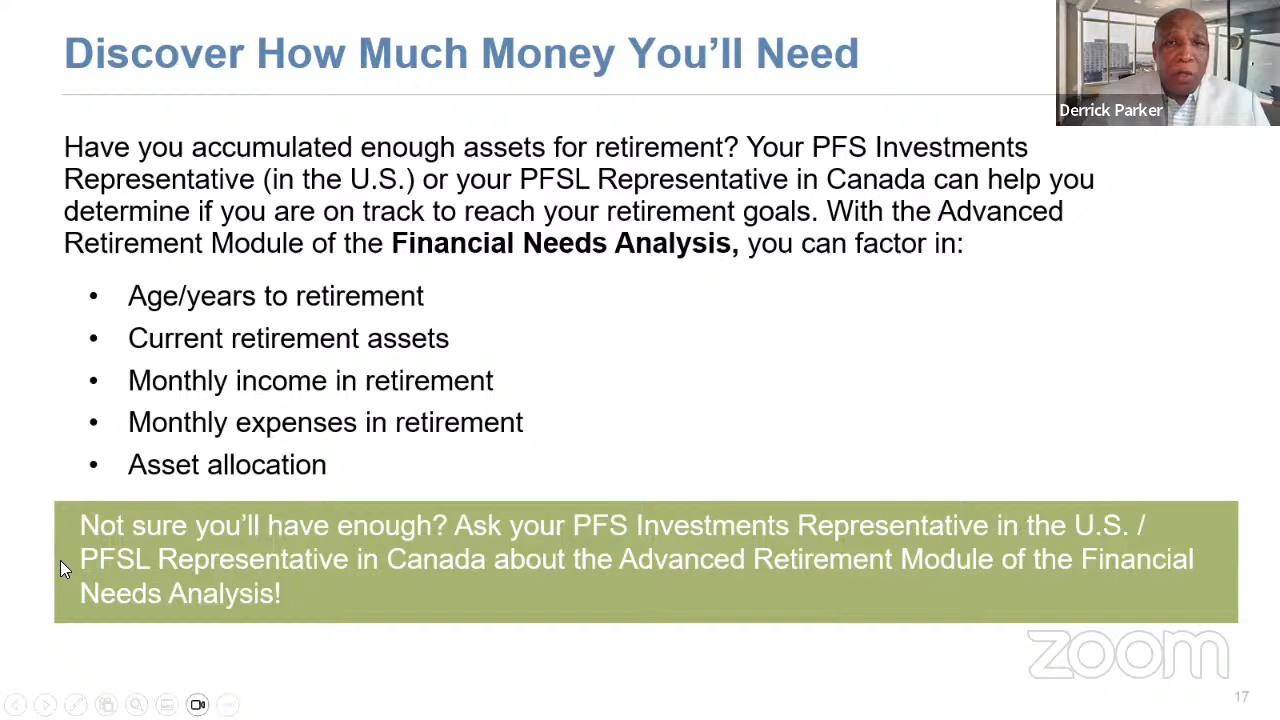 Discover How Much Money You’ll Need
Derrick Parker
Have you accumulated enough assets for retirement? Your PFS Investments
Representative (in the U.S.) or your PFSL Representative in Canada can help you
determine if you are on track to reach your retirement goals. With the Advanced
Retirement Module of the Financial Needs Analysis, you can factor in:
• Age/years to retirement
• Current retirement assets
• Monthly income in retirement
• Monthly expenses in retirement
• Asset allocation
Not sure you’ll have enough? Ask your PFS Investments Representative in the U.S. /
PFSL Representative in Canada about the Advanced Retirement Module of the Financial
Needs Analysis!
zoom
17